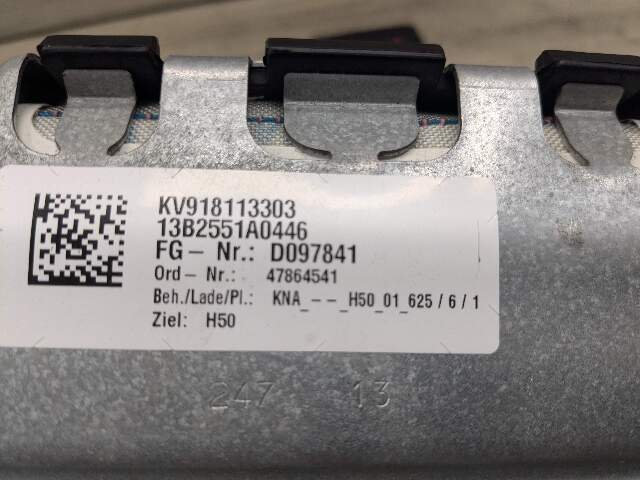 KV918113303
13B2551A0446
FG- Nr.: D097841
Ord- Nr.: 47864541
Beh./Lade/Pl.: KNA_--_H50_01_625 / 6 / 1
Ziel: H50
247 13